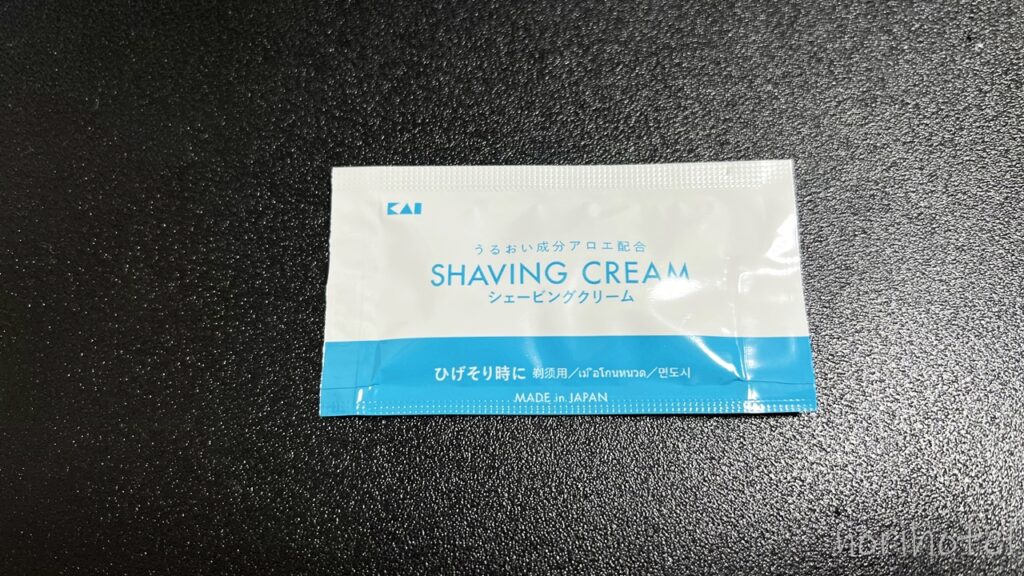 KAI
うるおい成分アロエ配合
SHAVING CREAM
シェービングクリーム
ひげそり時に 剃须用/เมื่อโกนหนวด/면도시
MADE in JAPAN